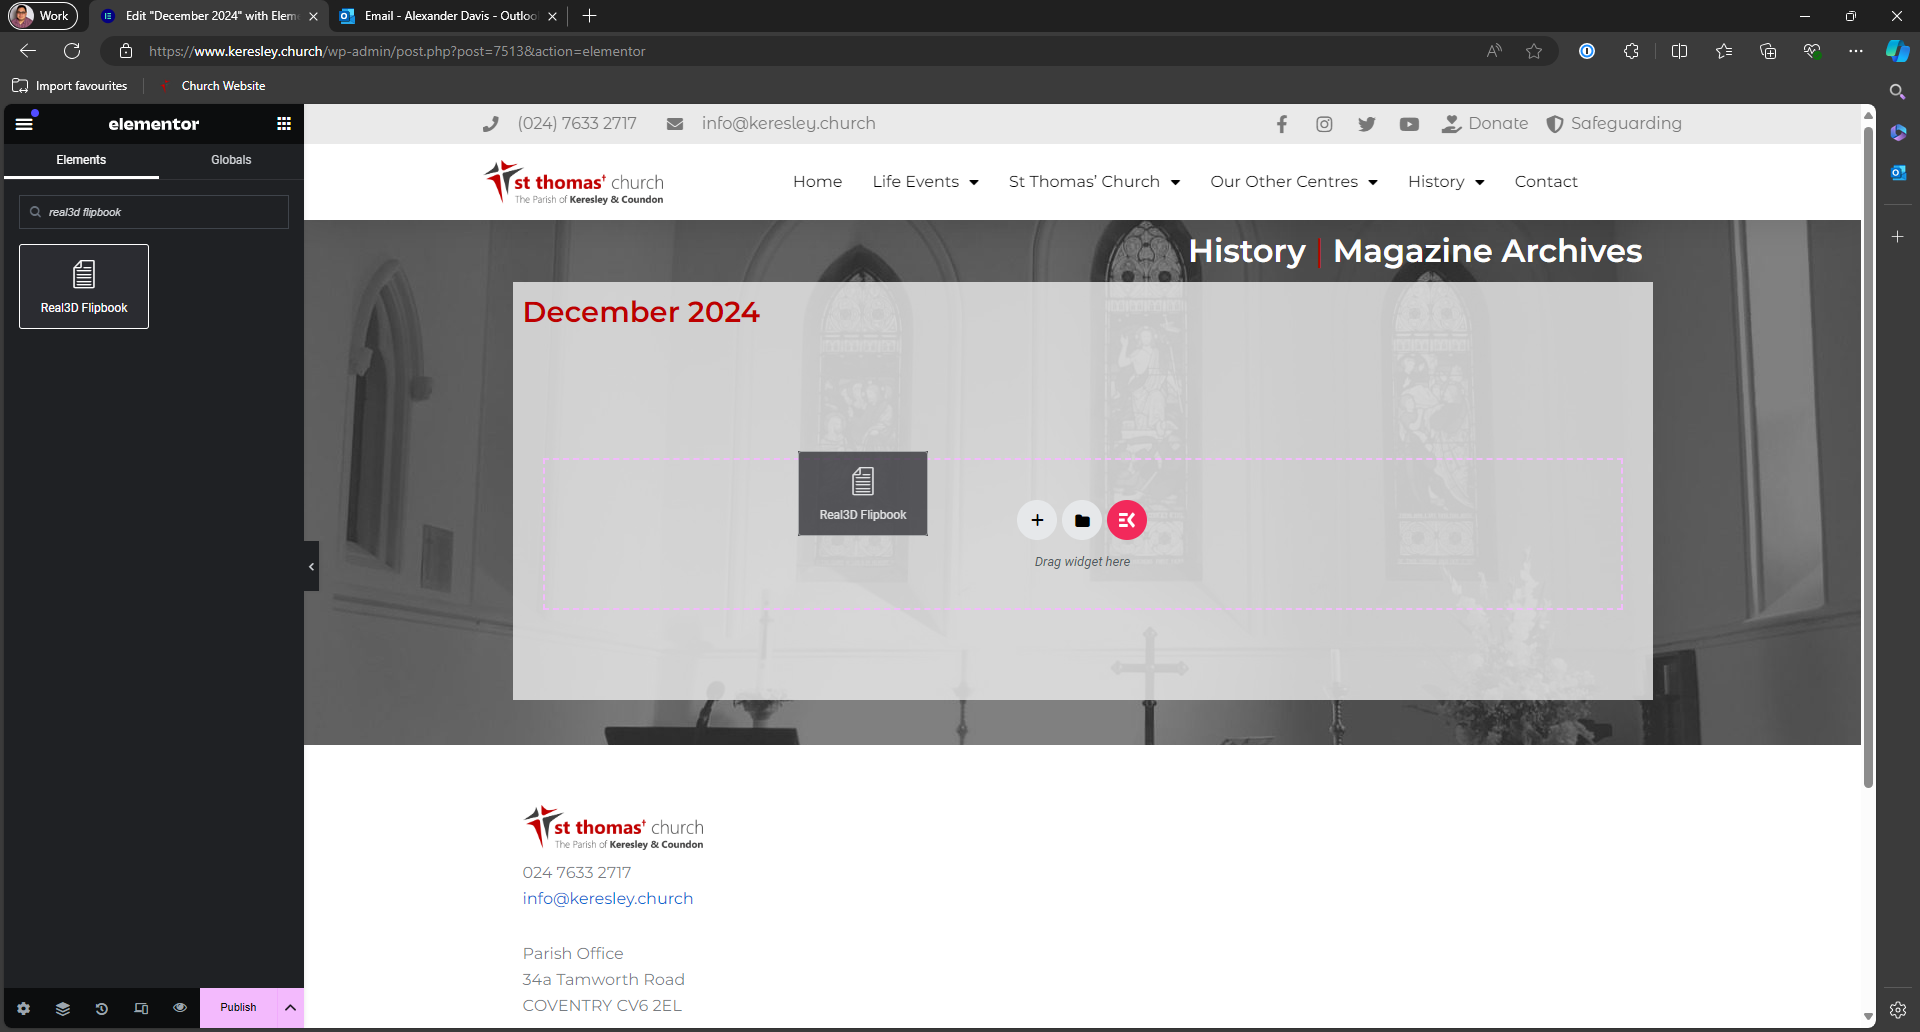 Work
Edit "December 2024" with Elem
Email - Alexander Davis - Outloo
https://www.keresley.church/wp-admin/post.php?post=7513&action=elementor
Import favourites
Church Website
elementor
Elements
Globals
real3d flipbook
Real3D Flipbook
Publish
(024) 7633 2717
info@keresley.church
Donate
Safeguarding
st thomas' church
The Parish of Keresley & Coundon
Home
Life Events
St Thomas’ Church
Our Other Centres
History
Contact
History | Magazine Archives
December 2024
Real3D Flipbook
Drag widget here
st thomas' church
The Parish of Keresley & Coundon
024 7633 2717
info@keresley.church
Parish Office
34a Tamworth Road
COVENTRY CV6 2EL